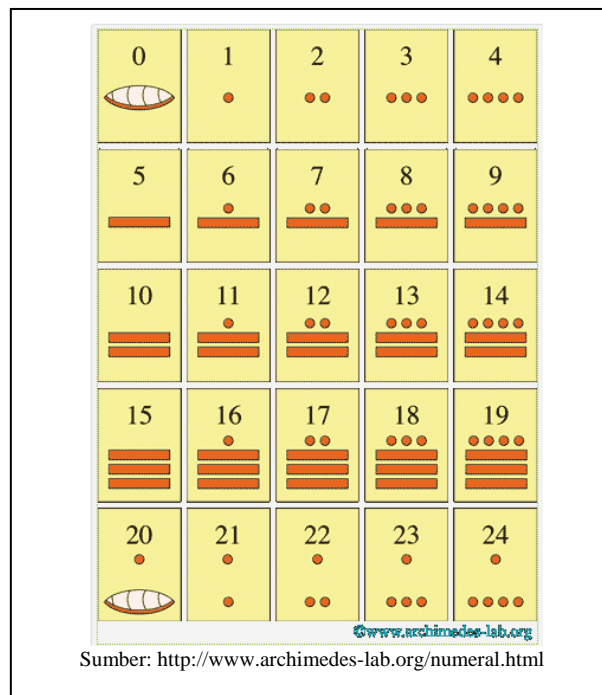 0 1 2 3 4
5 6 7 8 9
10 11 12 13 14
15 16 17 18 19
20 21 22 23 24
©www.archimedes-lab.org
Sumber: http://www.archimedes-lab.org/numeral.html